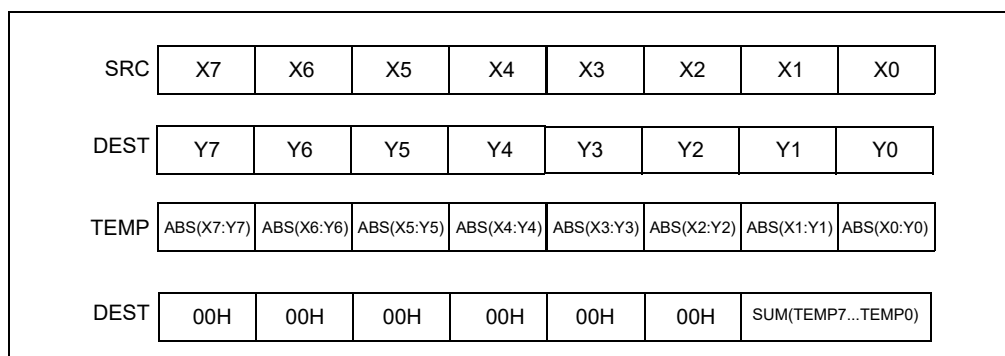 SRC X7 X6 X5 X4 X3 X2 X1 X0
DEST Y7 Y6 Y5 Y4 Y3 Y2 Y1 Y0
TEMP ABS(X7:Y7) ABS(X6:Y6) ABS(X5:Y5) ABS(X4:Y4) ABS(X3:Y3) ABS(X2:Y2) ABS(X1:Y1) ABS(X0:Y0)
DEST 00H 00H 00H 00H 00H 00H SUM(TEMP7...TEMP0)